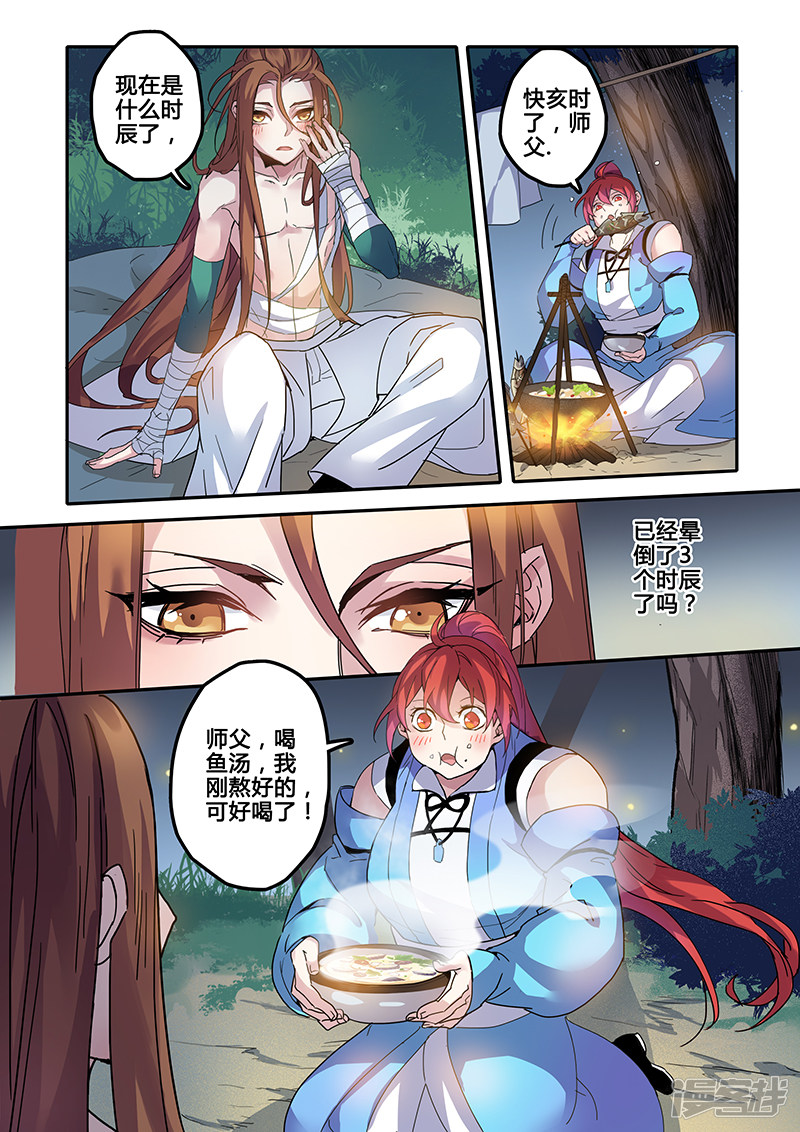 现在是
什么时
辰了，
快亥时
了，师
父.
已经晕
倒了3
个时辰
了吗？
师父，喝
鱼汤，我
刚熬好的，
可好喝了！
漫客栈